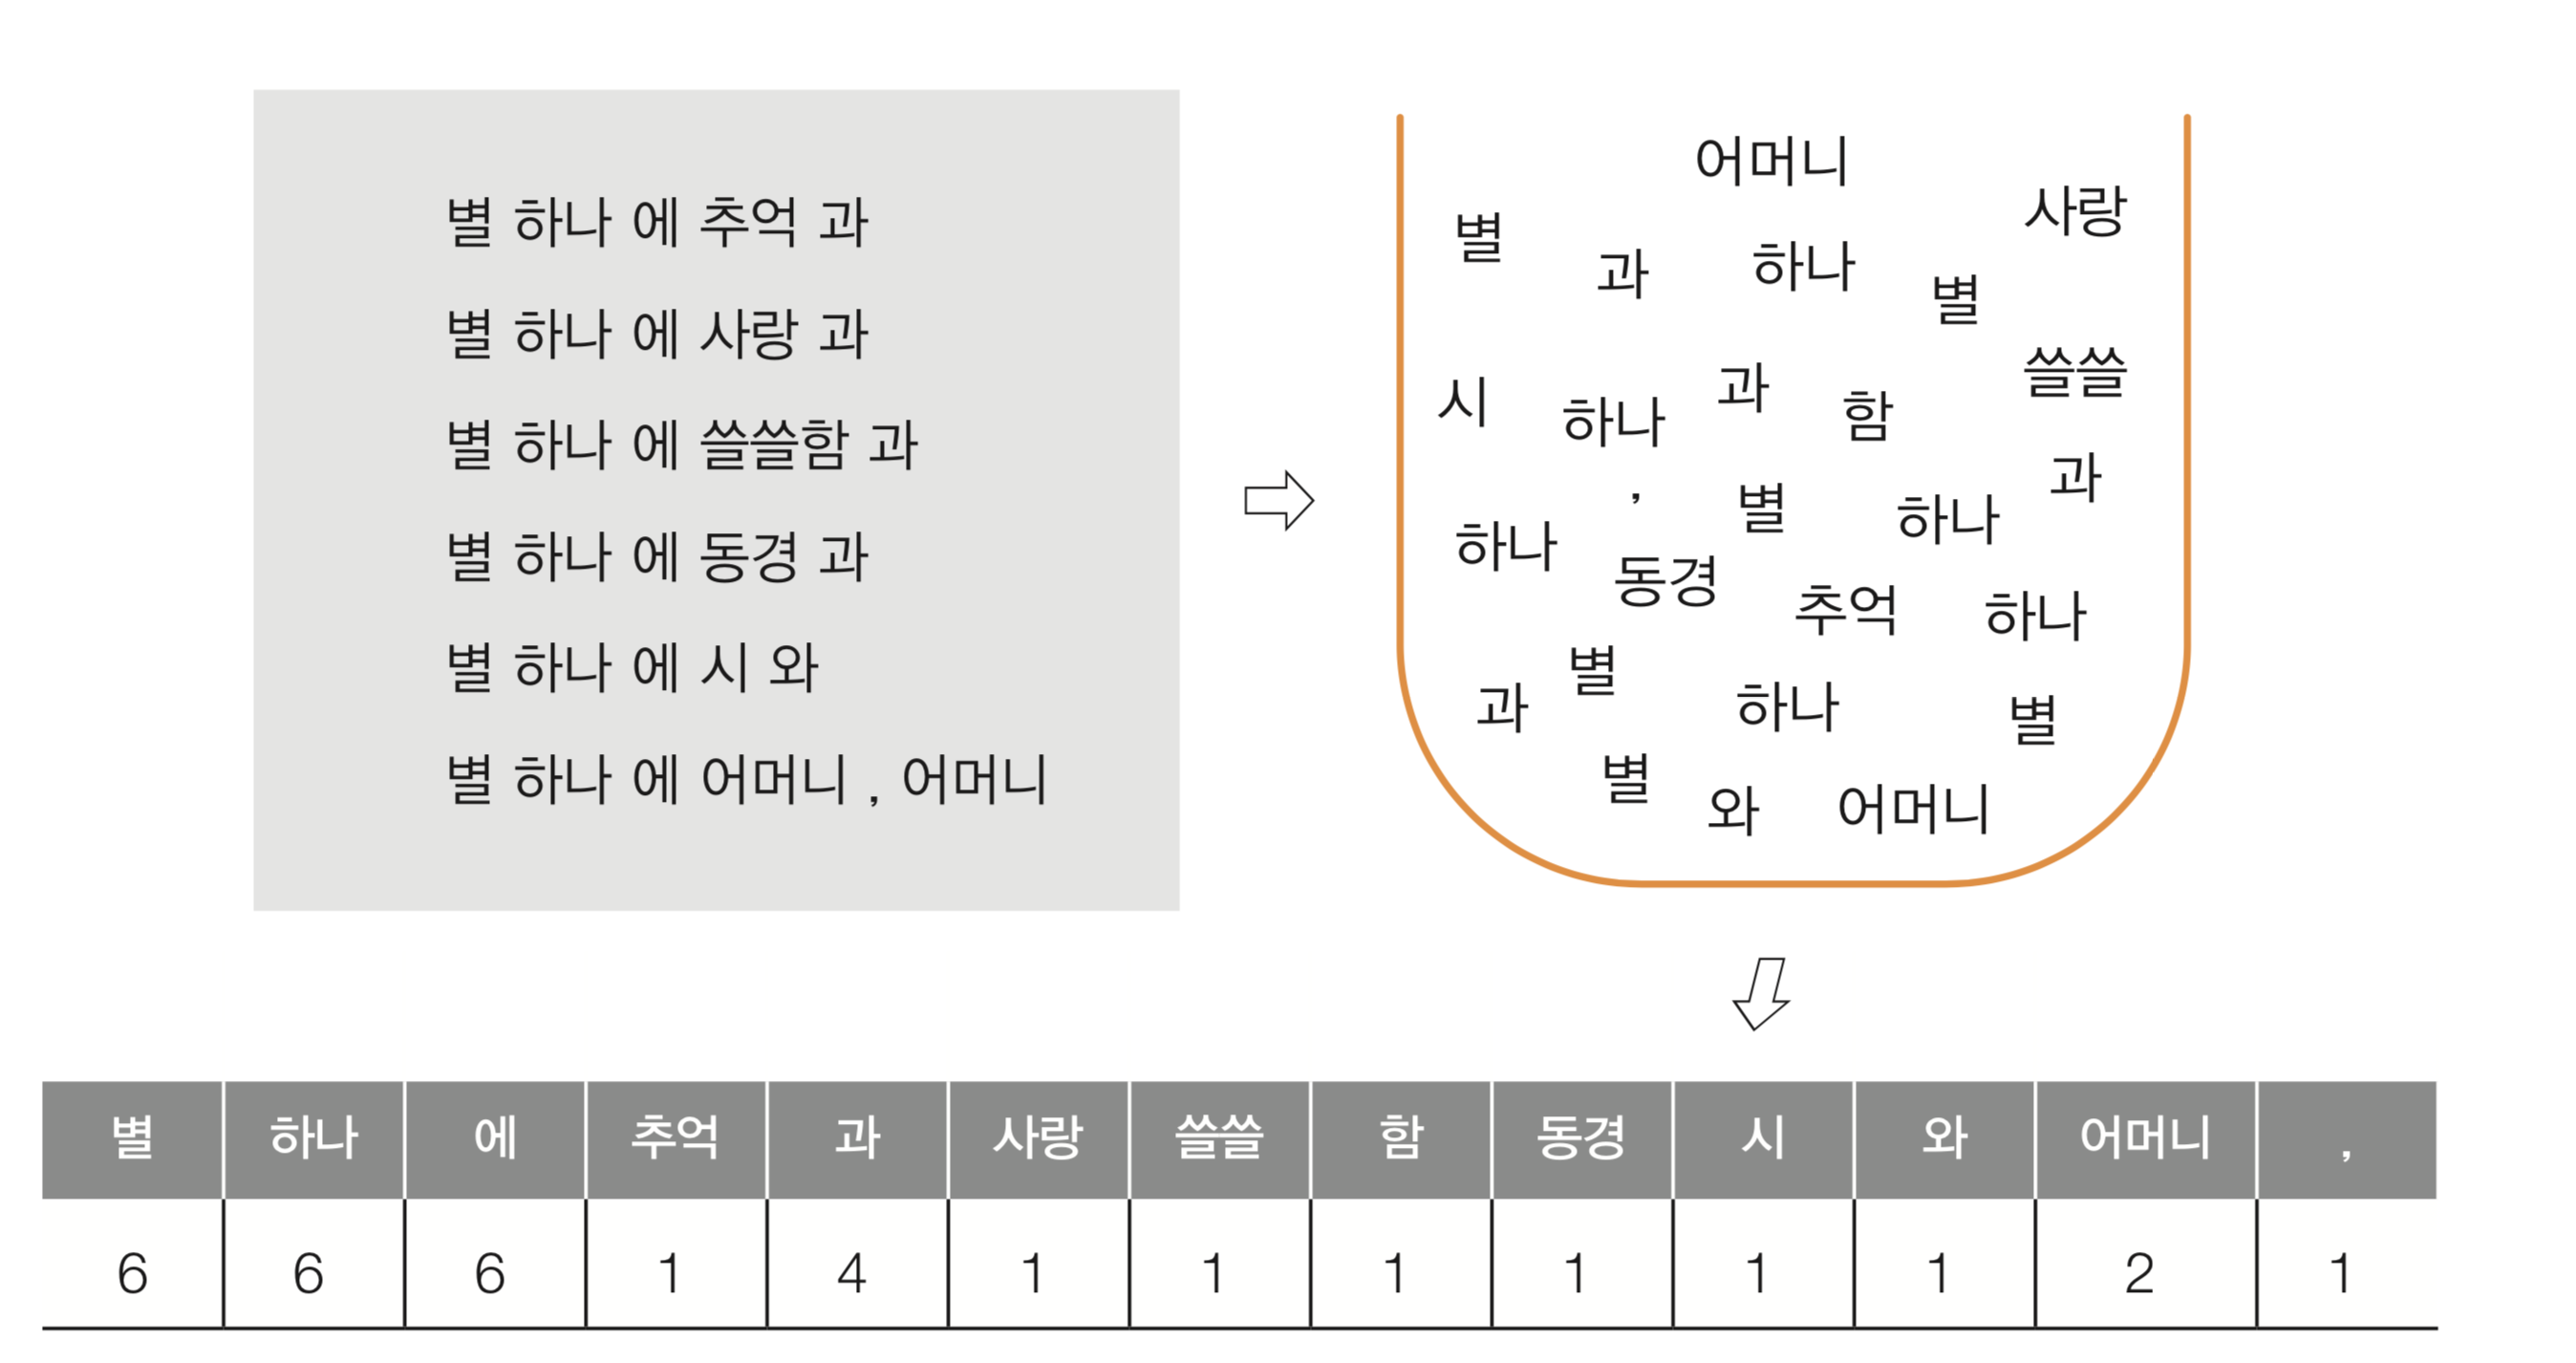 별 하나 에 추억 과
별 하나 에 사랑 과
별 하나 에 쓸쓸함 과
별 하나 에 동경 과
별 하나 에 시 와
별 하나 에 어머니 , 어머니
어머니
사랑
별
과 하나
별
쓸쓸
시 하나 과 함
과
, 별 하나
하나
동경
추억 하나
별
과 하나 별
별
와 어머니
별 하나 에 추억 과 사랑 쓸쓸 함 동경 시 와 어머니 ,
6 6 6 1 4 1 1 1 1 1 1 2 1